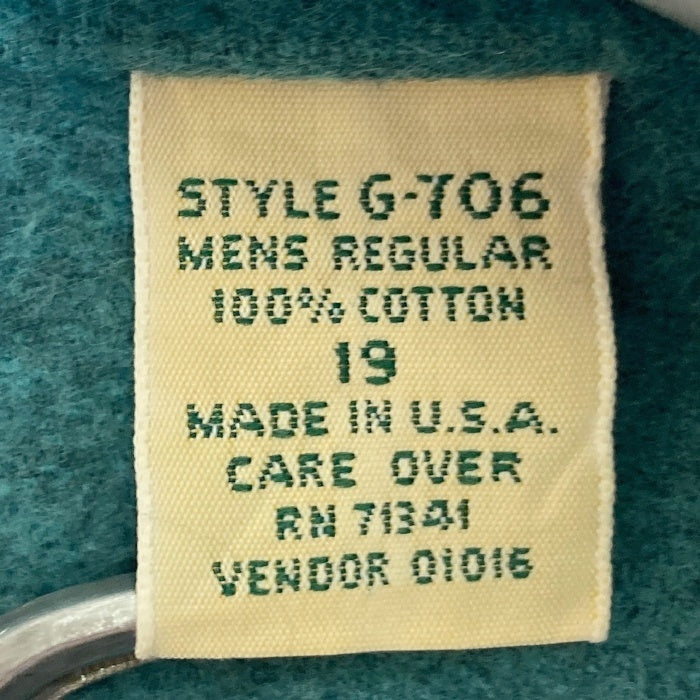 STYLE G-706
MENS REGULAR
100% COTTON
19
MADE IN U.S.A.
CARE OVER
RN 71341
VENDOR 01016